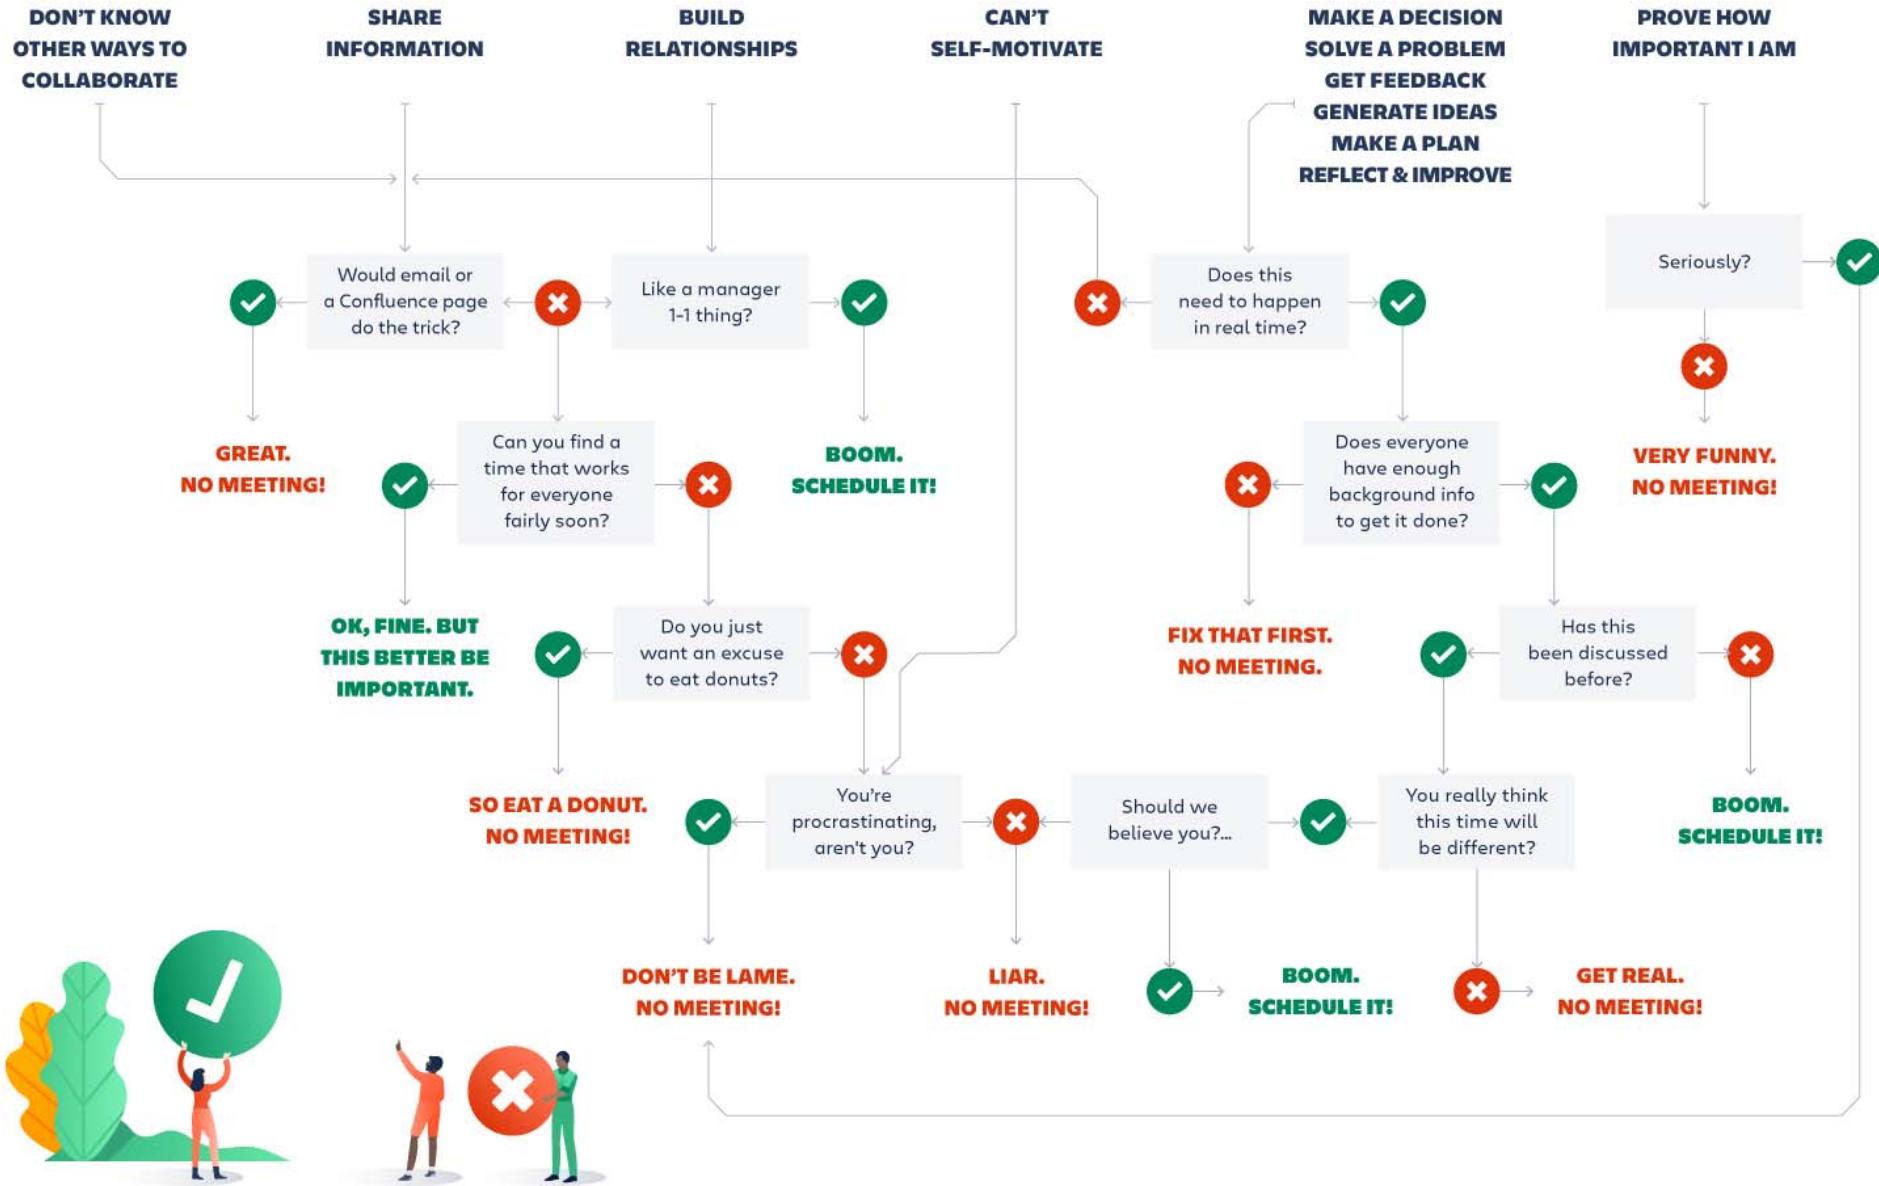 DON'T KNOW
OTHER WAYS TO
COLLABORATE
SHARE
INFORMATION
BUILD
RELATIONSHIPS
CAN'T
SELF-MOTIVATE
MAKE A DECISION
SOLVE A PROBLEM
GET FEEDBACK
GENERATE IDEAS
MAKE A PLAN
REFLECT & IMPROVE
PROVE HOW
IMPORTANT I AM
Would email or
a Confluence page
do the trick?
Like a manager
1-1 thing?
Does this
need to happen
in real time?
Seriously?
GREAT.
NO MEETING!
Can you find a
time that works
for everyone
fairly soon?
BOOM.
SCHEDULE IT!
Does everyone
have enough
background info
to get it done?
VERY FUNNY.
NO MEETING!
OK, FINE. BUT
THIS BETTER BE
IMPORTANT.
Do you just
want an excuse
to eat donuts?
FIX THAT FIRST.
NO MEETING.
Has this
been discussed
before?
SO EAT A DONUT.
NO MEETING!
You're
procrastinating,
aren't you?
Should we
believe you?...
You really think
this time will
be different?
BOOM.
SCHEDULE IT!
DON'T BE LAME.
NO MEETING!
LIAR.
NO MEETING!
BOOM.
SCHEDULE IT!
GET REAL.
NO MEETING!